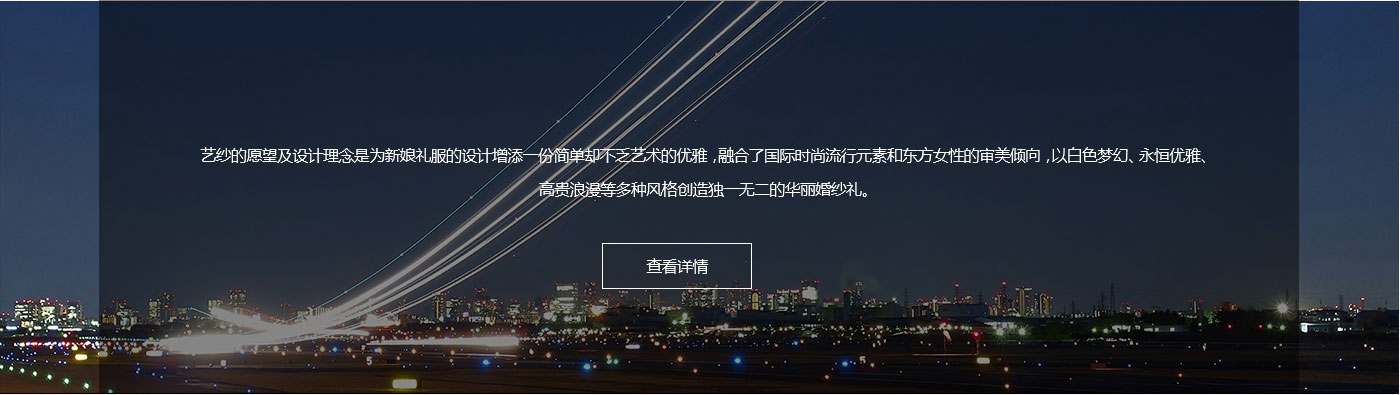 艺纱的愿望及设计理念是为新娘礼服的设计增添一份简单却不乏艺术的优雅，融合了国际时尚流行元素和东方女性的审美倾向，以白色梦幻、永恒优雅、
高贵浪漫等多种风格创造独一无二的华丽婚纱礼。
查看详情